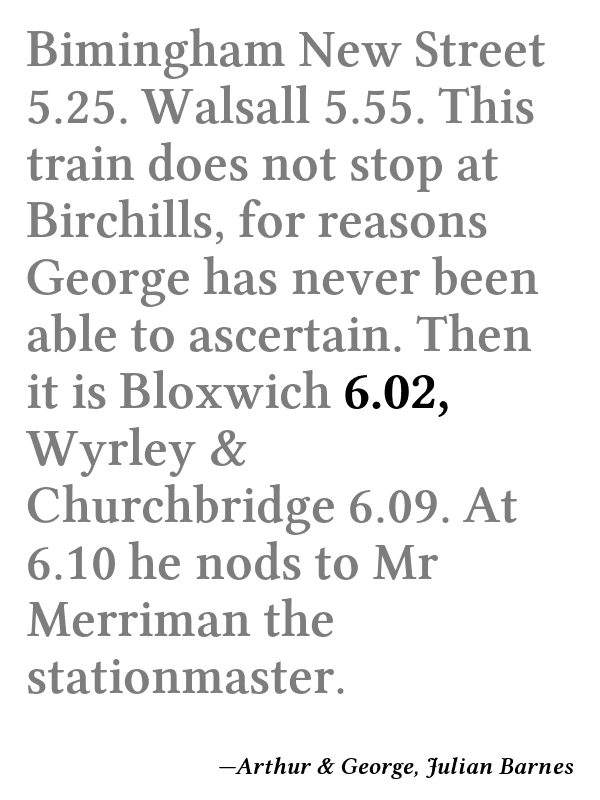 Bimingham New Street
5.25. Walsall 5.55. This
train does not stop at
Birchills, for reasons
George has never been
able to ascertain. Then
it is Bloxwich 6.02,
Wyrley &
Churchbridge 6.09. At
6.10 he nods to Mr
Merriman the
stationmaster.
—Arthur & George, Julian Barnes